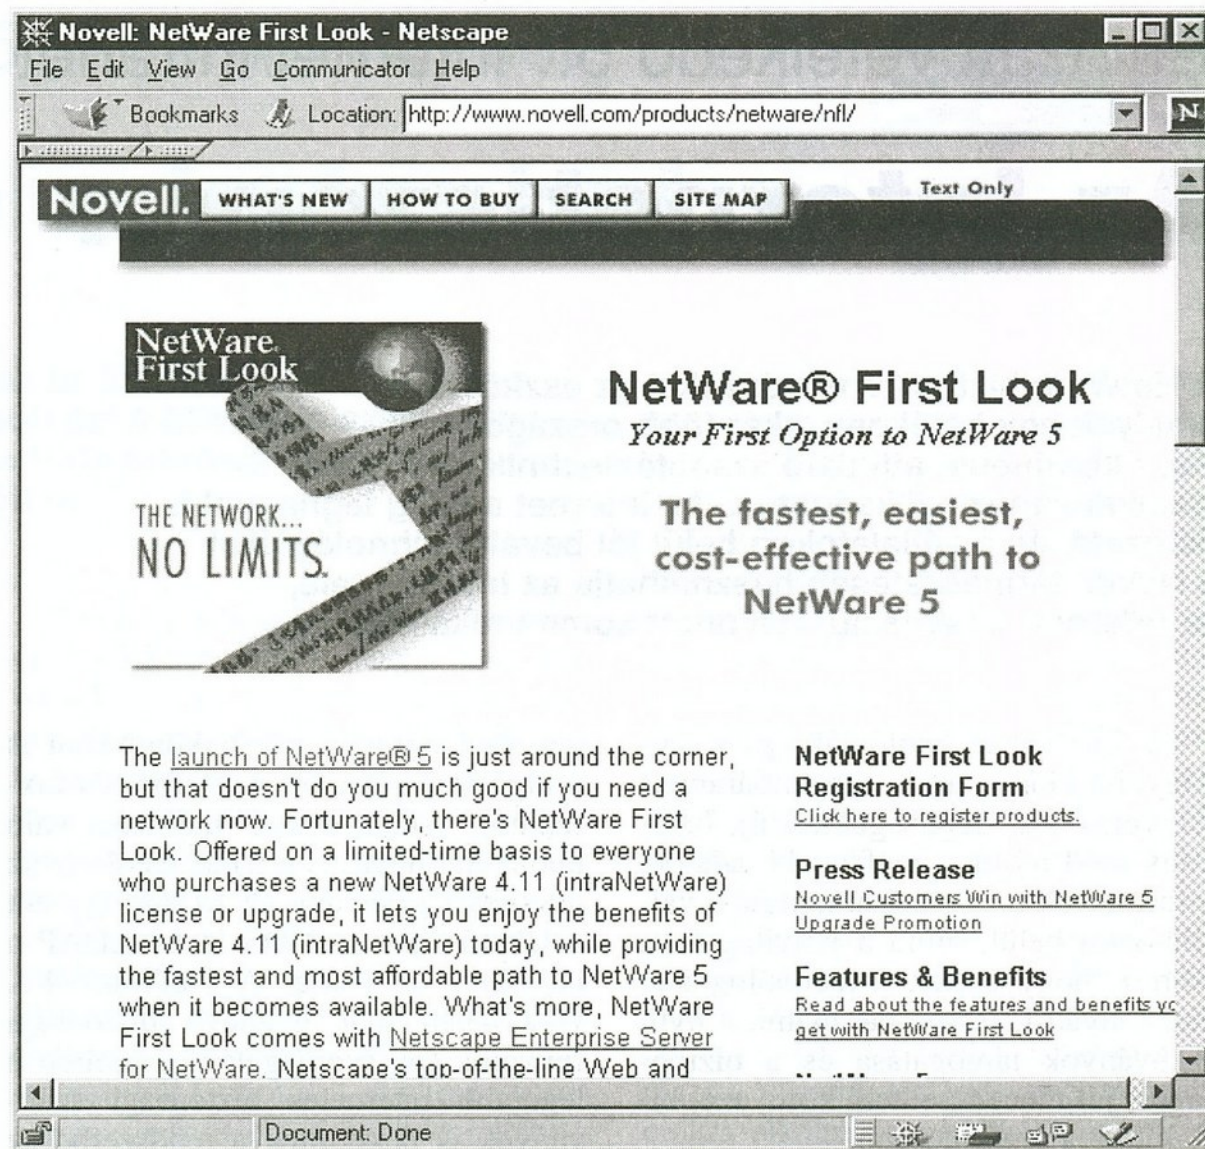 Novell: NetWare First Look - Netscape
File Edit View Go Communicator Help
Bookmarks Location: http://www.novell.com/products/netware/nfl/
N
Novell. WHAT'S NEW HOW TO BUY SEARCH SITE MAP Text Only
NetWare
First Look
THE NETWORK...
NO LIMITS.
NetWare® First Look
Your First Option to NetWare 5
The fastest, easiest,
cost-effective path to
NetWare 5
The launch of NetWare® 5 is just around the corner,
but that doesn't do you much good if you need a
network now. Fortunately, there's NetWare First
Look. Offered on a limited-time basis to everyone
who purchases a new NetWare 4.11 (intraNetWare)
license or upgrade, it lets you enjoy the benefits of
NetWare 4.11 (intraNetWare) today, while providing
the fastest and most affordable path to NetWare 5
when it becomes available. What's more, NetWare
First Look comes with Netscape Enterprise Server
for NetWare. Netscape's top-of-the-line Web and
NetWare First Look
Registration Form
Click here to register products.
Press Release
Novell Customers Win with NetWare 5
Upgrade Promotion
Features & Benefits
Read about the features and benefits yo
get with NetWare First Look
Document: Done